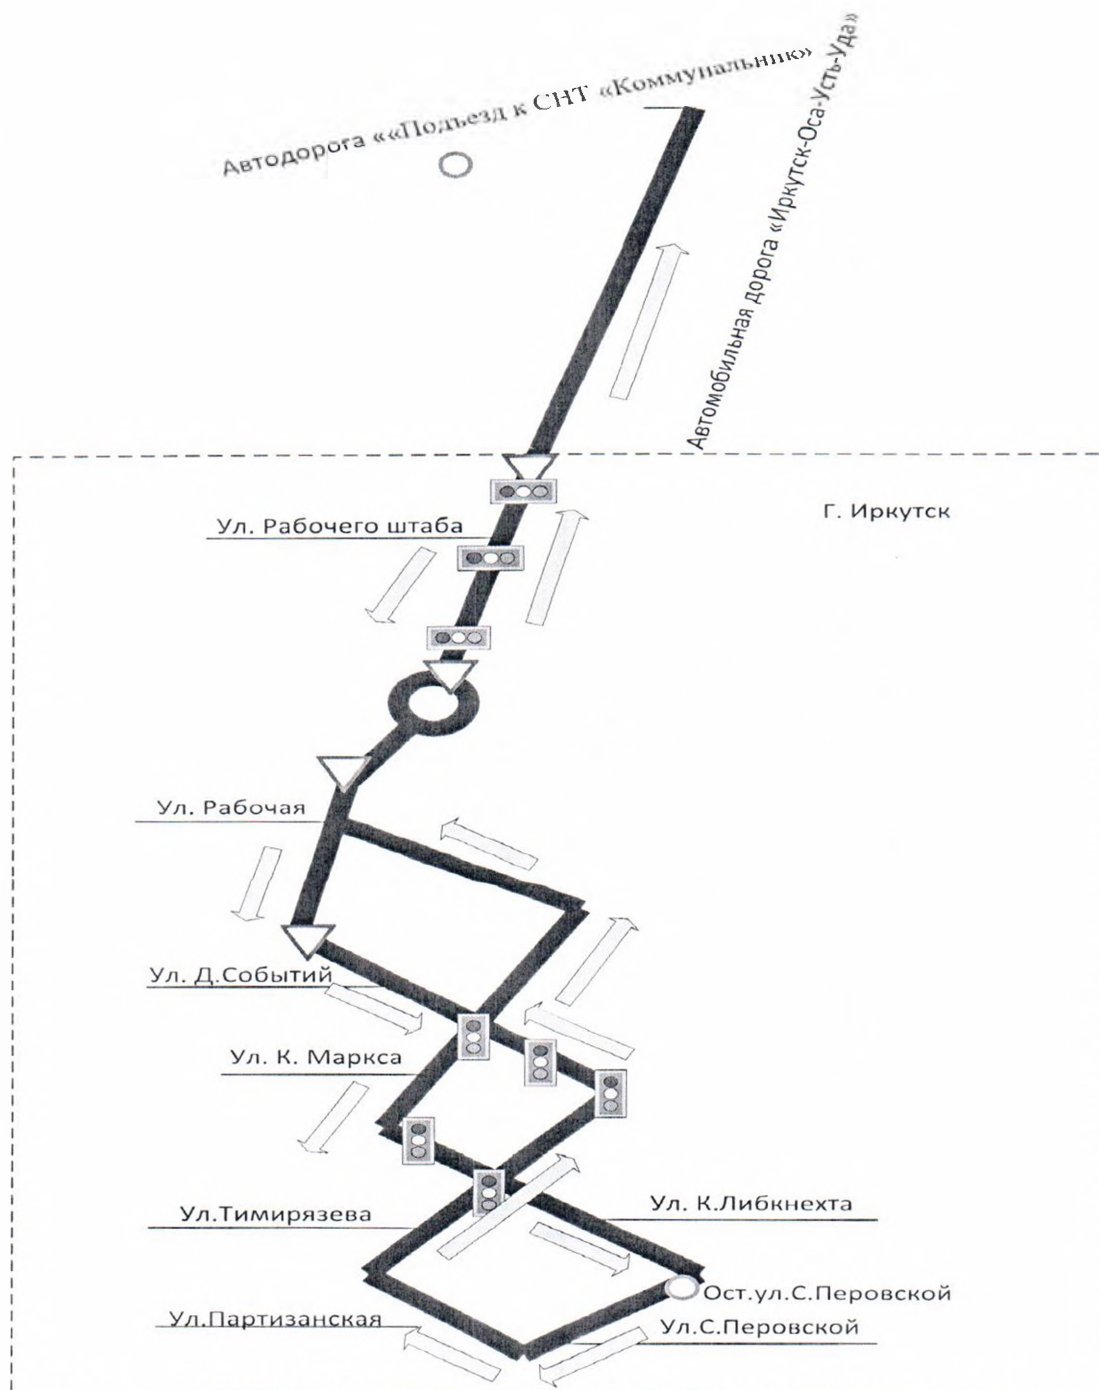 Автодорога ««Подъезд к СНТ «Коммунальник»
Автомобильная дорога «Иркутск-Оса-Усть-Уда»
Г. Иркутск
Ул. Рабочего штаба
Ул. Рабочая
Ул. Д.Событий
Ул. К. Маркса
Ул.Тимирязева
Ул. К.Либкнехта
Ост.ул.С.Перовской
Ул.Партизанская
Ул.С.Перовской